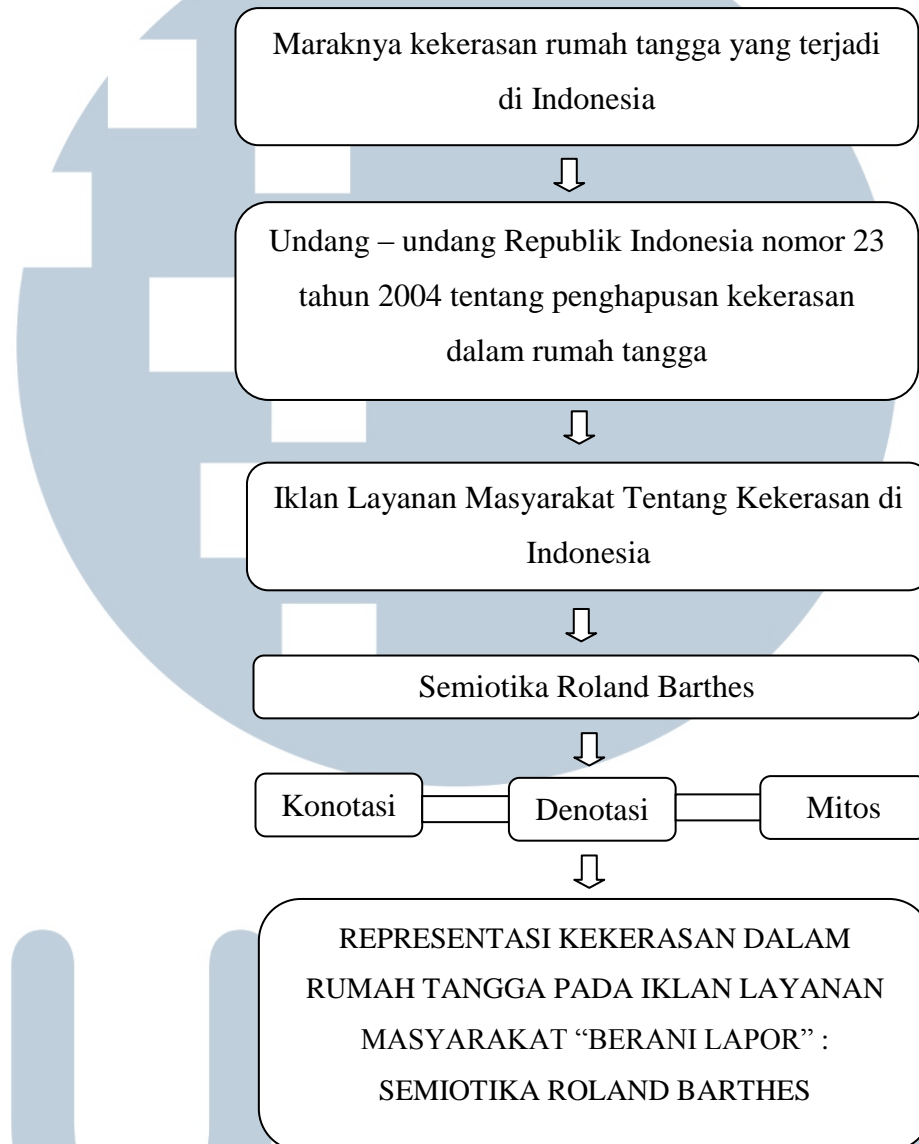 Maraknya kekerasan rumah tangga yang terjadi
di Indonesia
Undang – undang Republik Indonesia nomor 23
tahun 2004 tentang penghapusan kekerasan
dalam rumah tangga
Iklan Layanan Masyarakat Tentang Kekerasan di
Indonesia
Semiotika Roland Barthes
Konotasi Denotasi Mitos
REPRESENTASI KEKERASAN DALAM
RUMAH TANGGA PADA IKLAN LAYANAN
MASYARAKAT “BERANI LAPOR” :
SEMIOTIKA ROLAND BARTHES